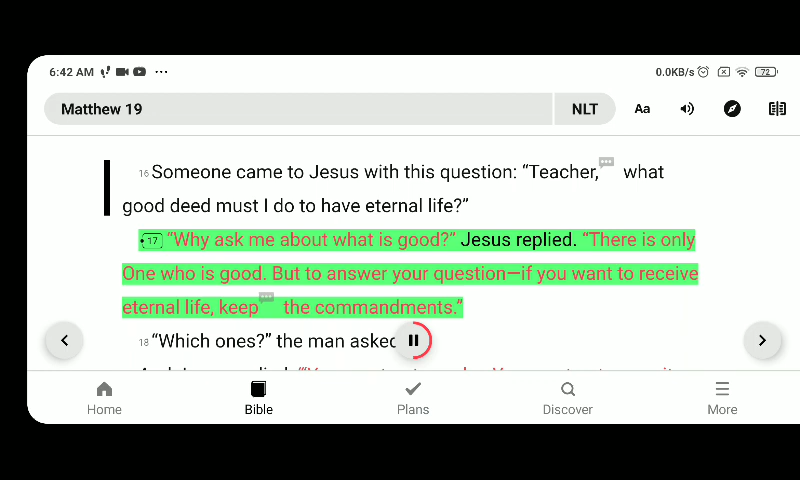 6:42 AM ... 0.0KB/s 72
Matthew 19 NLT Aa
16 Someone came to Jesus with this question: “Teacher, what
good deed must I do to have eternal life?”
17 “Why ask me about what is good?” Jesus replied. “There is only
One who is good. But to answer your question—if you want to receive
eternal life, keep the commandments.”
18 “Which ones?” the man asked
Home Bible Plans Discover More